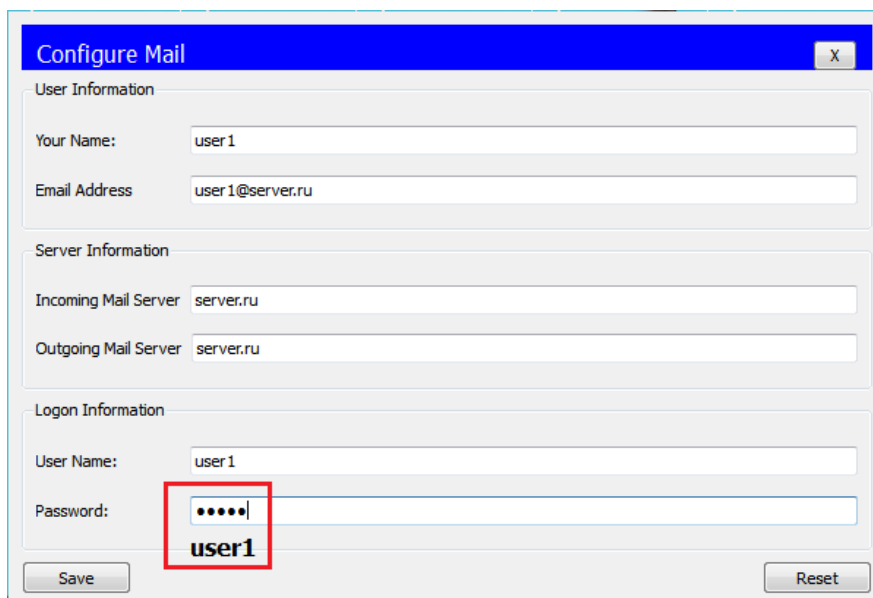 Configure Mail
X
User Information
Your Name: user1
Email Address user1@server.ru
Server Information
Incoming Mail Server server.ru
Outgoing Mail Server server.ru
Logon Information
User Name: user1
Password: •••••
user1
Save Reset